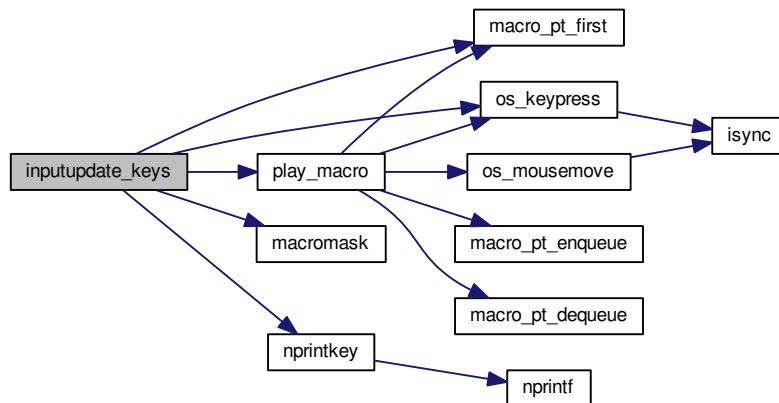 macro_pt_first
os_keypress
isync
inputupdate_keys
play_macro
os_mousemove
macromask
macro_pt_enqueue
macro_pt_dequeue
nprintkey
nprintf